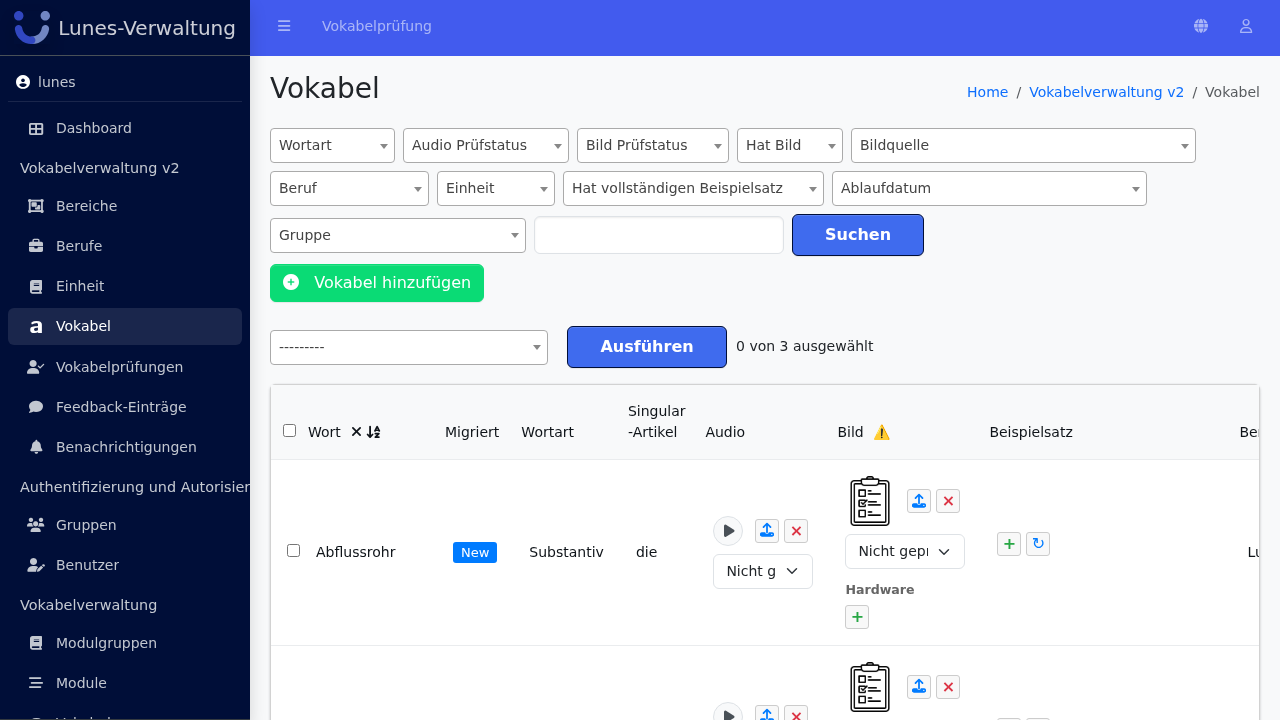 Lunes-Verwaltung
Vokabelprüfung
lunes
Dashboard
Vokabelverwaltung v2
Bereiche
Berufe
Einheit
Vokabel
Vokabelprüfungen
Feedback-Einträge
Benachrichtigungen
Authentifizierung und Autorisier
Gruppen
Benutzer
Vokabelverwaltung
Modulgruppen
Module
Vokabel
Home / Vokabelverwaltung v2 / Vokabel
Wortart Audio Prüfstatus Bild Prüfstatus Hat Bild Bildquelle
Beruf Einheit Hat vollständigen Beispielsatz Ablaufdatum
Gruppe Suchen
Vokabel hinzufügen
--------- Ausführen 0 von 3 ausgewählt
Wort Migriert Wortart Singular
-Artikel Audio Bild Beispielsatz Be
Abflussrohr New Substantiv die
Nicht g
Nicht gep
Hardware
Lu